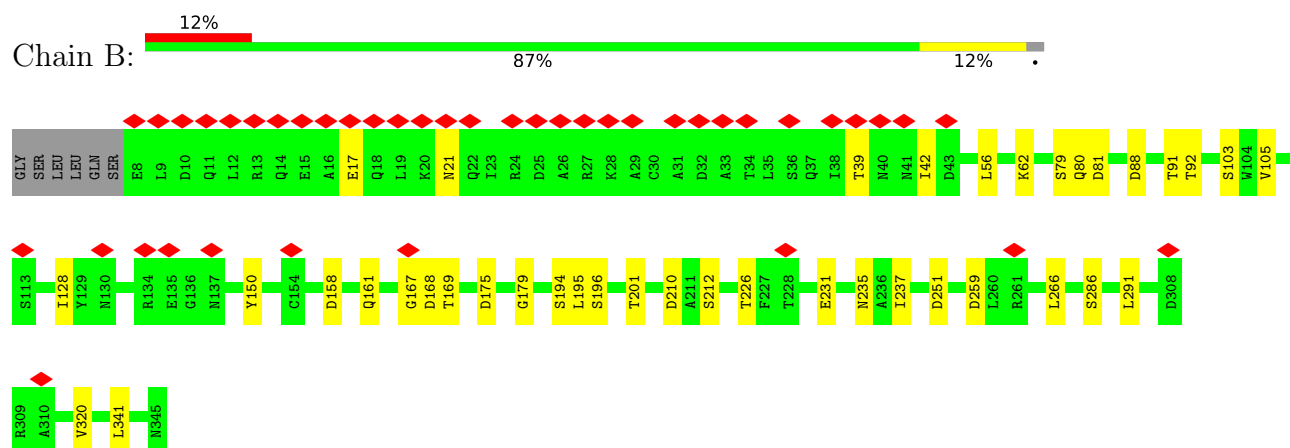 12%
Chain B:
87% 12% •
GLY SER LEU LEU GLN SER E8 L9 D10 Q11 L12 R13 Q14 E15 A16 E17 Q18 L19 K20 N21 Q22 I23 R24 D25 A26 R27 K28 A29 C30 A31 D32 A33 T34 L35 S36 Q37 I38 T39 N40 N41 I42 D43 L56 K62 S79 Q80 D81 D88 T91 T92 S103 W104 V105
S113 I128 Y129 N130 R134 E135 G136 N137 Y150 C154 D158 Q161 G167 D168 T169 D175 G179 S194 L195 S196 T201 D210 A211 S212 T226 F227 T228 E231 N235 A236 I237 D251 D259 L260 R261 L266 S286 L291 D308
R309 A310 V320 L341 N345